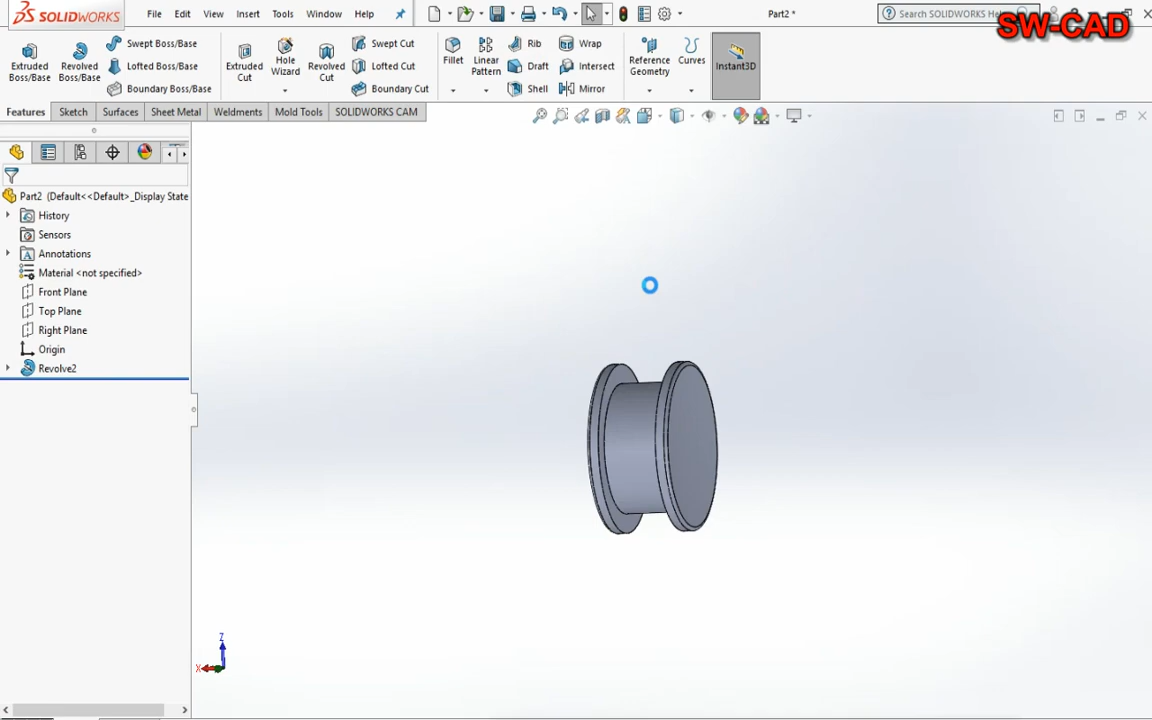 SOLIDWORKS File Edit View Insert Tools Window Help Part2 * Search SOLIDWORKS Help
SW-CAD
Extruded Boss/Base
Revolved Boss/Base
Swept Boss/Base
Lofted Boss/Base
Boundary Boss/Base
Extruded Cut
Hole Wizard
Revolved Cut
Swept Cut
Lofted Cut
Boundary Cut
Fillet
Linear Pattern
Rib
Draft
Shell
Wrap
Intersect
Mirror
Reference Geometry
Curves
Instant3D
Features Sketch Surfaces Sheet Metal Weldments Mold Tools SOLIDWORKS CAM
Part2 (Default<<Default>_Display State
History
Sensors
Annotations
Material <not specified>
Front Plane
Top Plane
Right Plane
Origin
Revolve2
Z
X